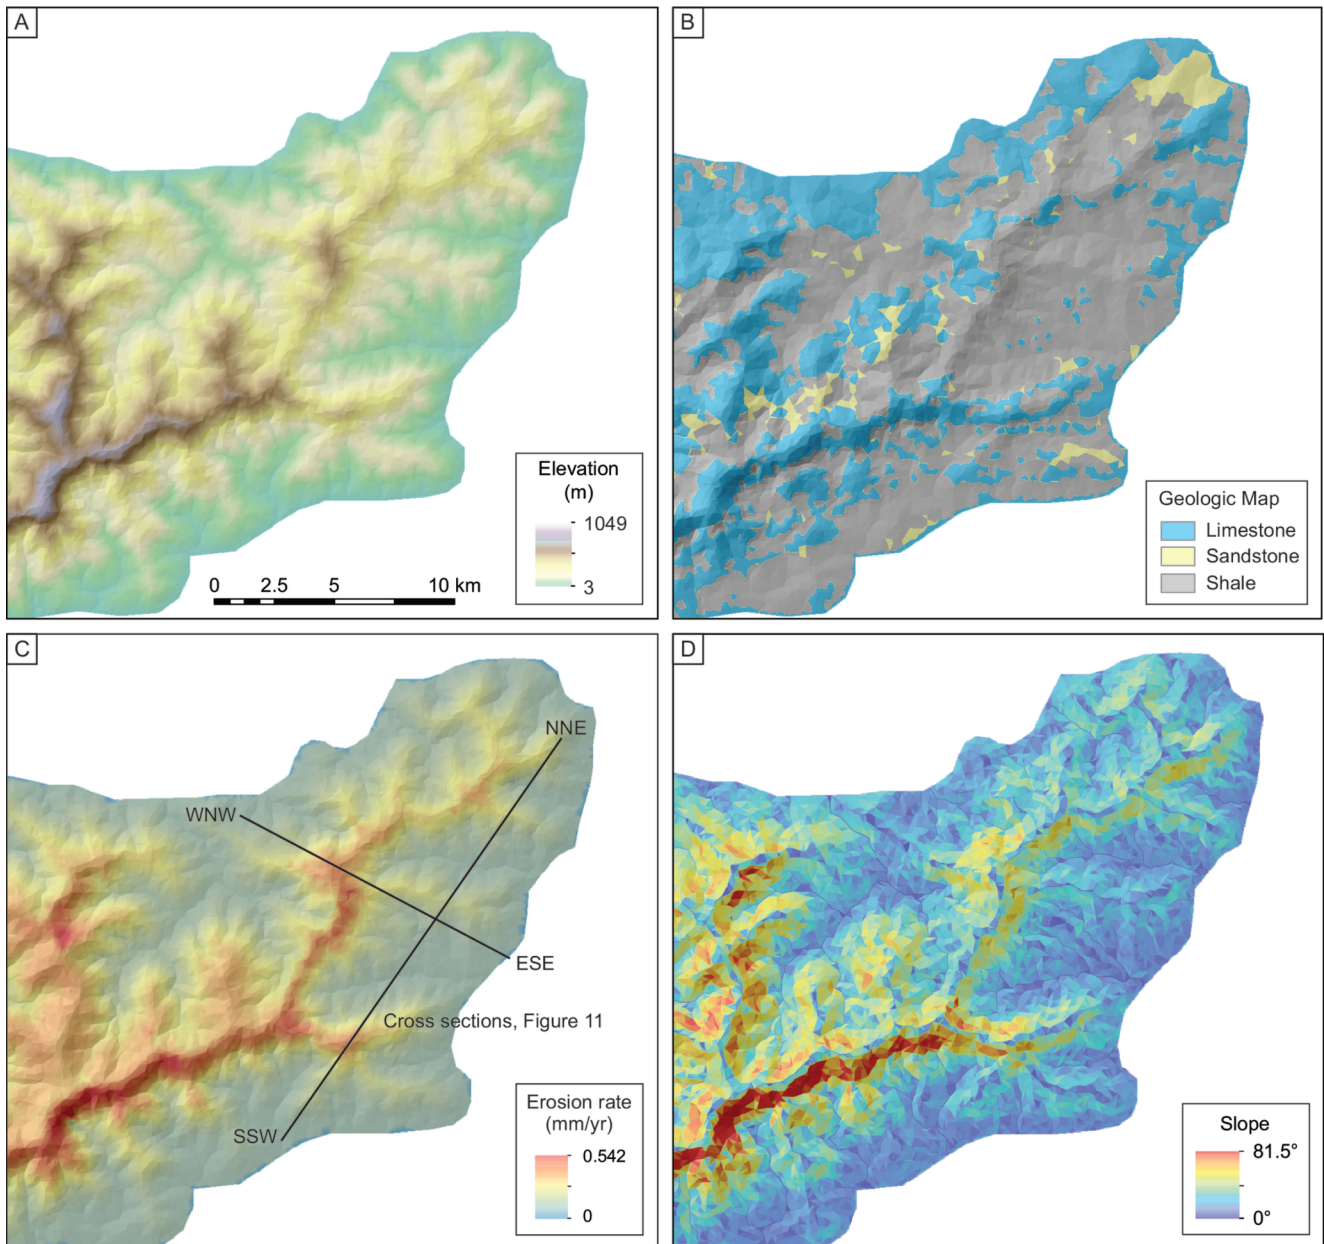 A
Elevation
(m)
1049
3
0 2.5 5 10 km
B
Geologic Map
Limestone
Sandstone
Shale
C
NNE
WNW
ESE
Cross sections, Figure 11
SSW
Erosion rate
(mm/yr)
0.542
0
D
Slope
81.5°
0°